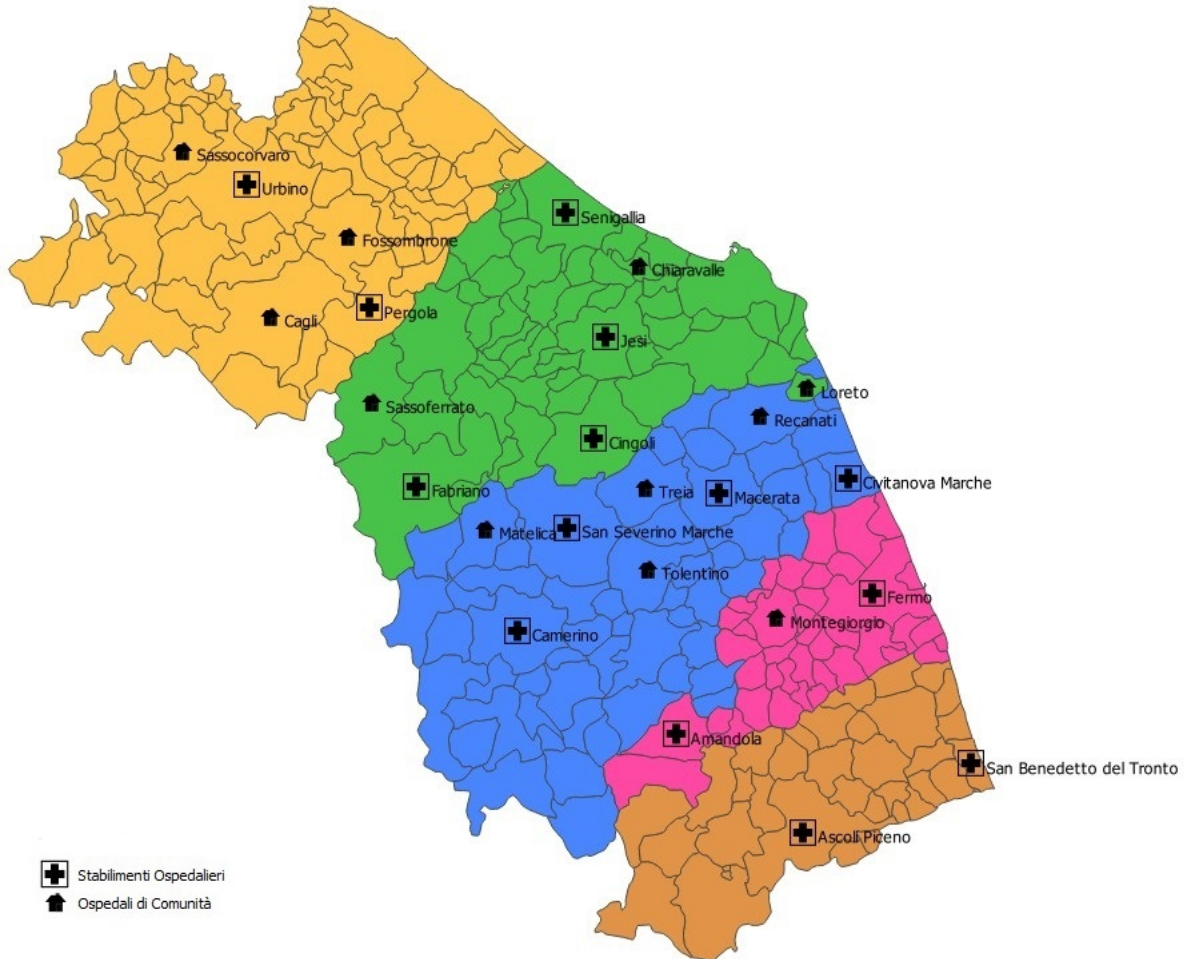 Sassocorvaro
Urbino
Senigallia
Fossombrone
Chiaravalle
Pergola
Cagli
Jesi
Loreto
Sassoferrato
Recanati
Cingoli
Civitanova Marche
Fabriano
Treia
Macerata
Matelica
San Severino Marche
Tolentino
Fermo
Montegiorgio
Camerino
Amandola
San Benedetto del Tronto
Ascoli Piceno
Stabilimenti Ospedalieri
Ospedali di Comunità